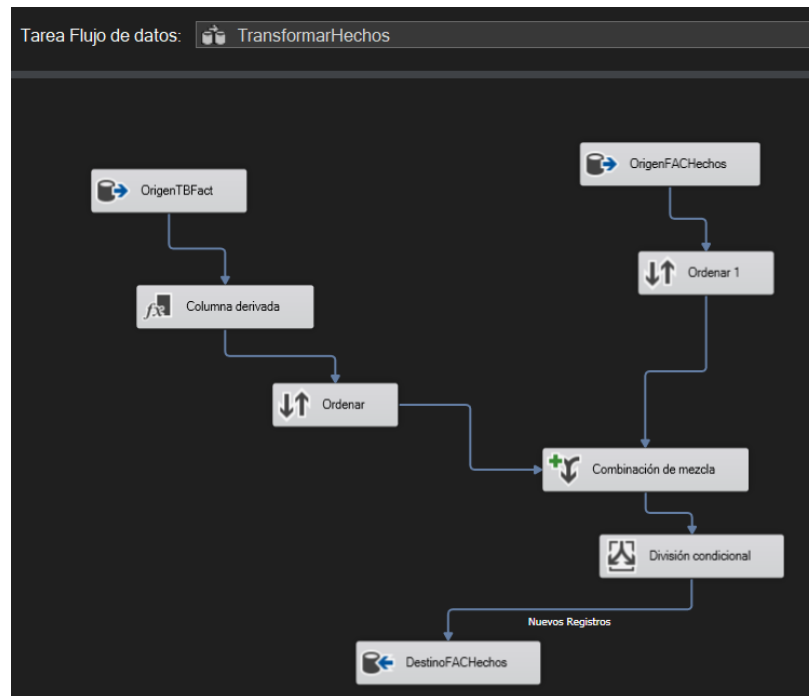 Tarea Flujo de datos: TransformarHechos
OrigenFACHechos
OrigenTBFact
Ordenar 1
fx Columna derivada
Ordenar
Combinación de mezcla
División condicional
Nuevos Registros
DestinoFACHechos